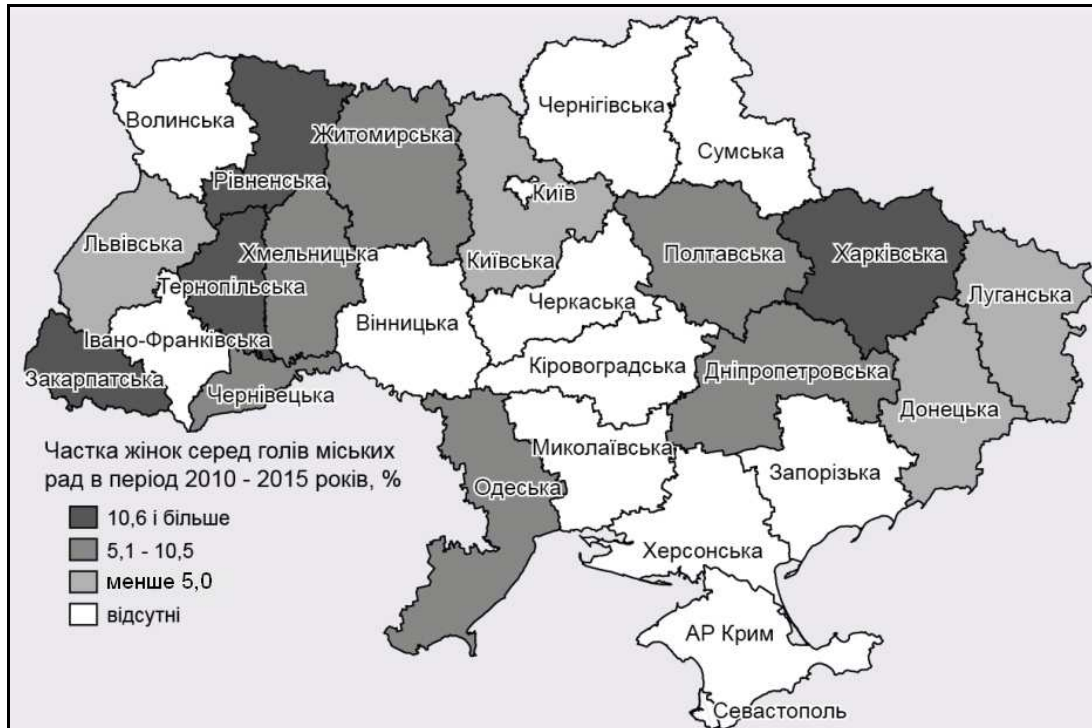 Волинська
Рівненська
Житомирська
Чернігівська
Сумська
Київ
Львівська
Хмельницька
Тернопільська
Київська
Полтавська
Харківська
Луганська
Черкаська
Вінницька
Івано-Франківська
Кіровоградська
Закарпатська
Чернівецька
Дніпропетровська
Донецька
Миколаївська
Запорізька
Одеська
Херсонська
АР Крим
Севастополь
Частка жінок серед голів міських
рад в період 2010 - 2015 років, %
10,6 і більше
5,1 - 10,5
менше 5,0
відсутні